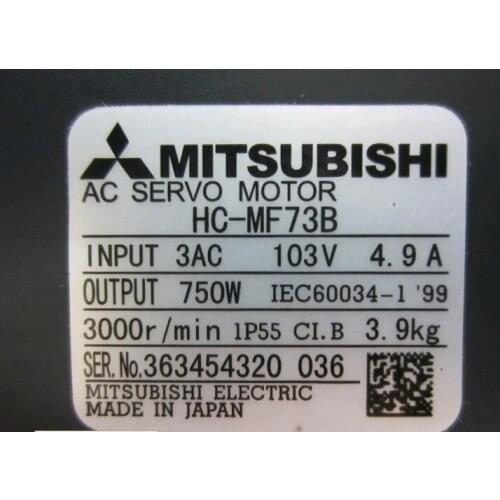 MITSUBISHI
AC SERVO MOTOR
HC-MF73B
INPUT 3AC 103V 4.9A
OUTPUT 750W IEC60034-1 '99
3000r/min IP55 CI.B 3.9kg
SER.No.363454320 036
MITSUBISHI ELECTRIC
MADE IN JAPAN